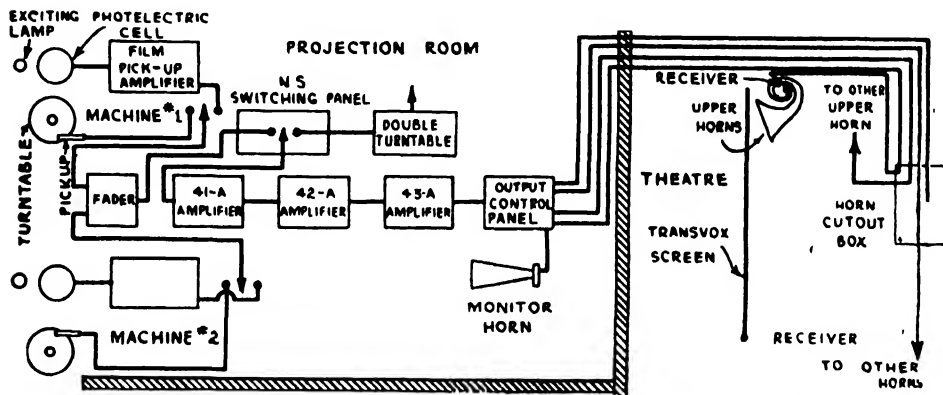 EXCITING
LAMP
PHOTOELECTRIC
CELL
FILM
PICK-UP
AMPLIFIER
PROJECTION ROOM
N S
SWITCHING PANEL
MACHINE #1
TURNTABLE
PICKUP
DOUBLE
TURNTABLE
FADER
41-A
AMPLIFIER
42-A
AMPLIFIER
43-A
AMPLIFIER
OUTPUT
CONTROL
PANEL
MONITOR
HORN
MACHINE #2
RECEIVER
UPPER
HORNS
TO OTHER
UPPER
HORN
THEATRE
HORN
CUTOUT
BOX
TRANSVOX
SCREEN
RECEIVER
TO OTHER
HORNS